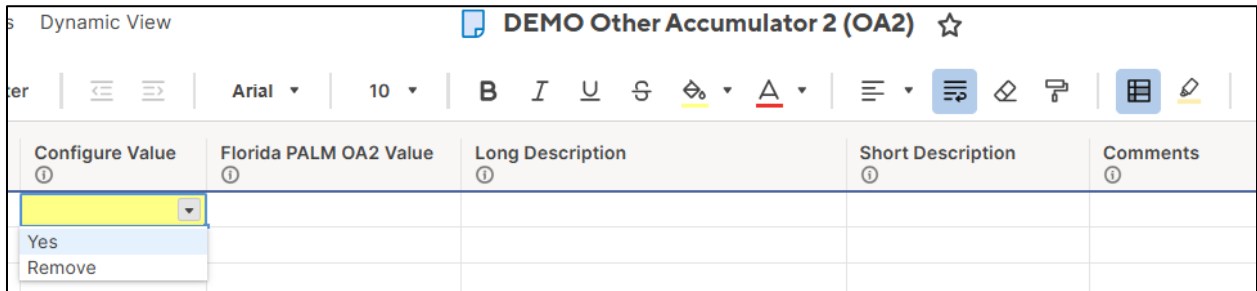 s Dynamic View DEMO Other Accumulator 2 (OA2)
ter Arial 10 B I U S A
Configure Value Florida PALM OA2 Value Long Description Short Description Comments
Yes
Remove